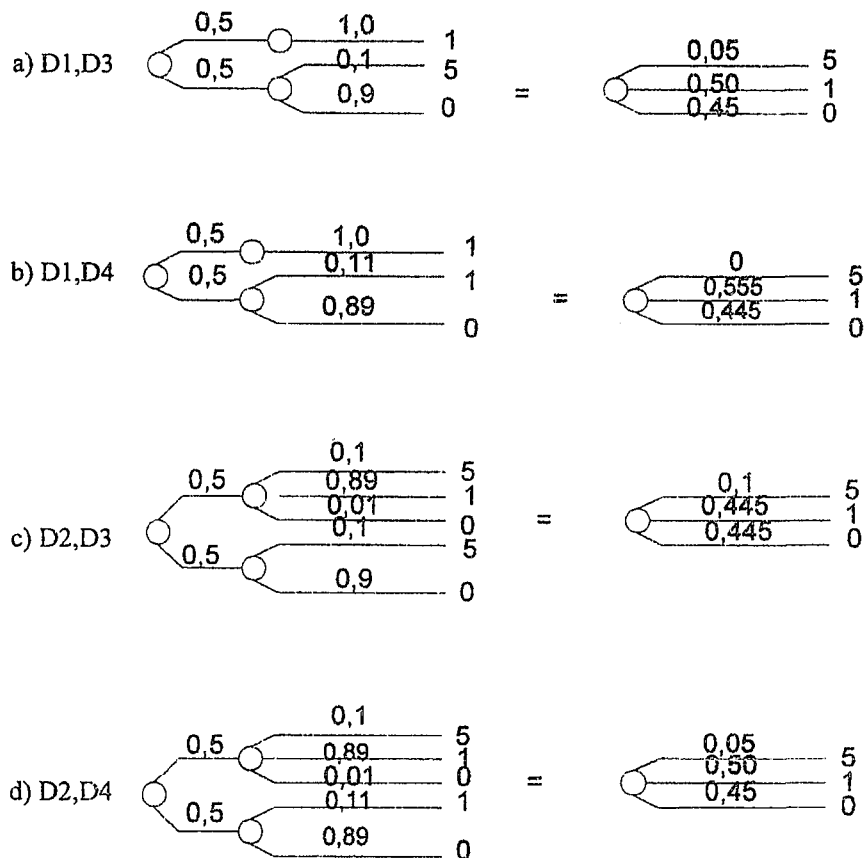 0,5 1,0 1
a) D1,D3 0,5 0,1 5 = 0,05 5
0,9 0 0,50 1
0,45 0
0,5 1,0 1
b) D1,D4 0,5 0,11 1 = 0 5
0,89 0 0,555 1
0,445 0
0,1 5
0,5 0,89 1
0,01 0
c) D2,D3 0,5 0,1 5 = 0,1 5
0,9 0 0,445 1
0,445 0
0,1 5
0,5 0,89 1
0,01 0
d) D2,D4 0,5 0,11 1 = 0,05 5
0,89 0 0,50 1
0,45 0